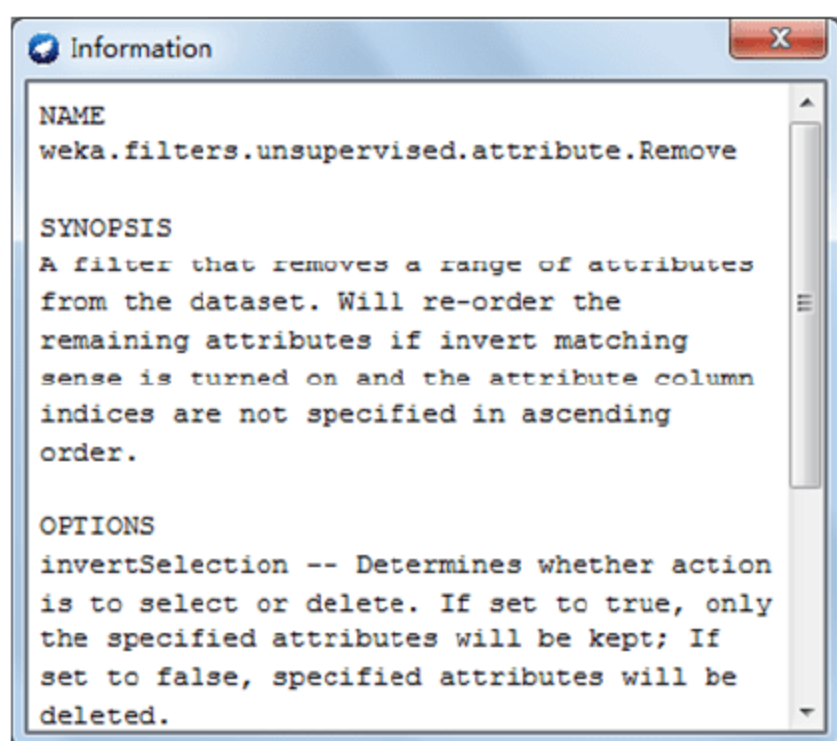 Information
NAME
weka.filters.unsupervised.attribute.Remove
SYNOPSIS
A filter that removes a range of attributes
from the dataset. Will re-order the
remaining attributes if invert matching
sense is turned on and the attribute column
indices are not specified in ascending
order.
OPTIONS
invertSelection -- Determines whether action
is to select or delete. If set to true, only
the specified attributes will be kept; If
set to false, specified attributes will be
deleted.